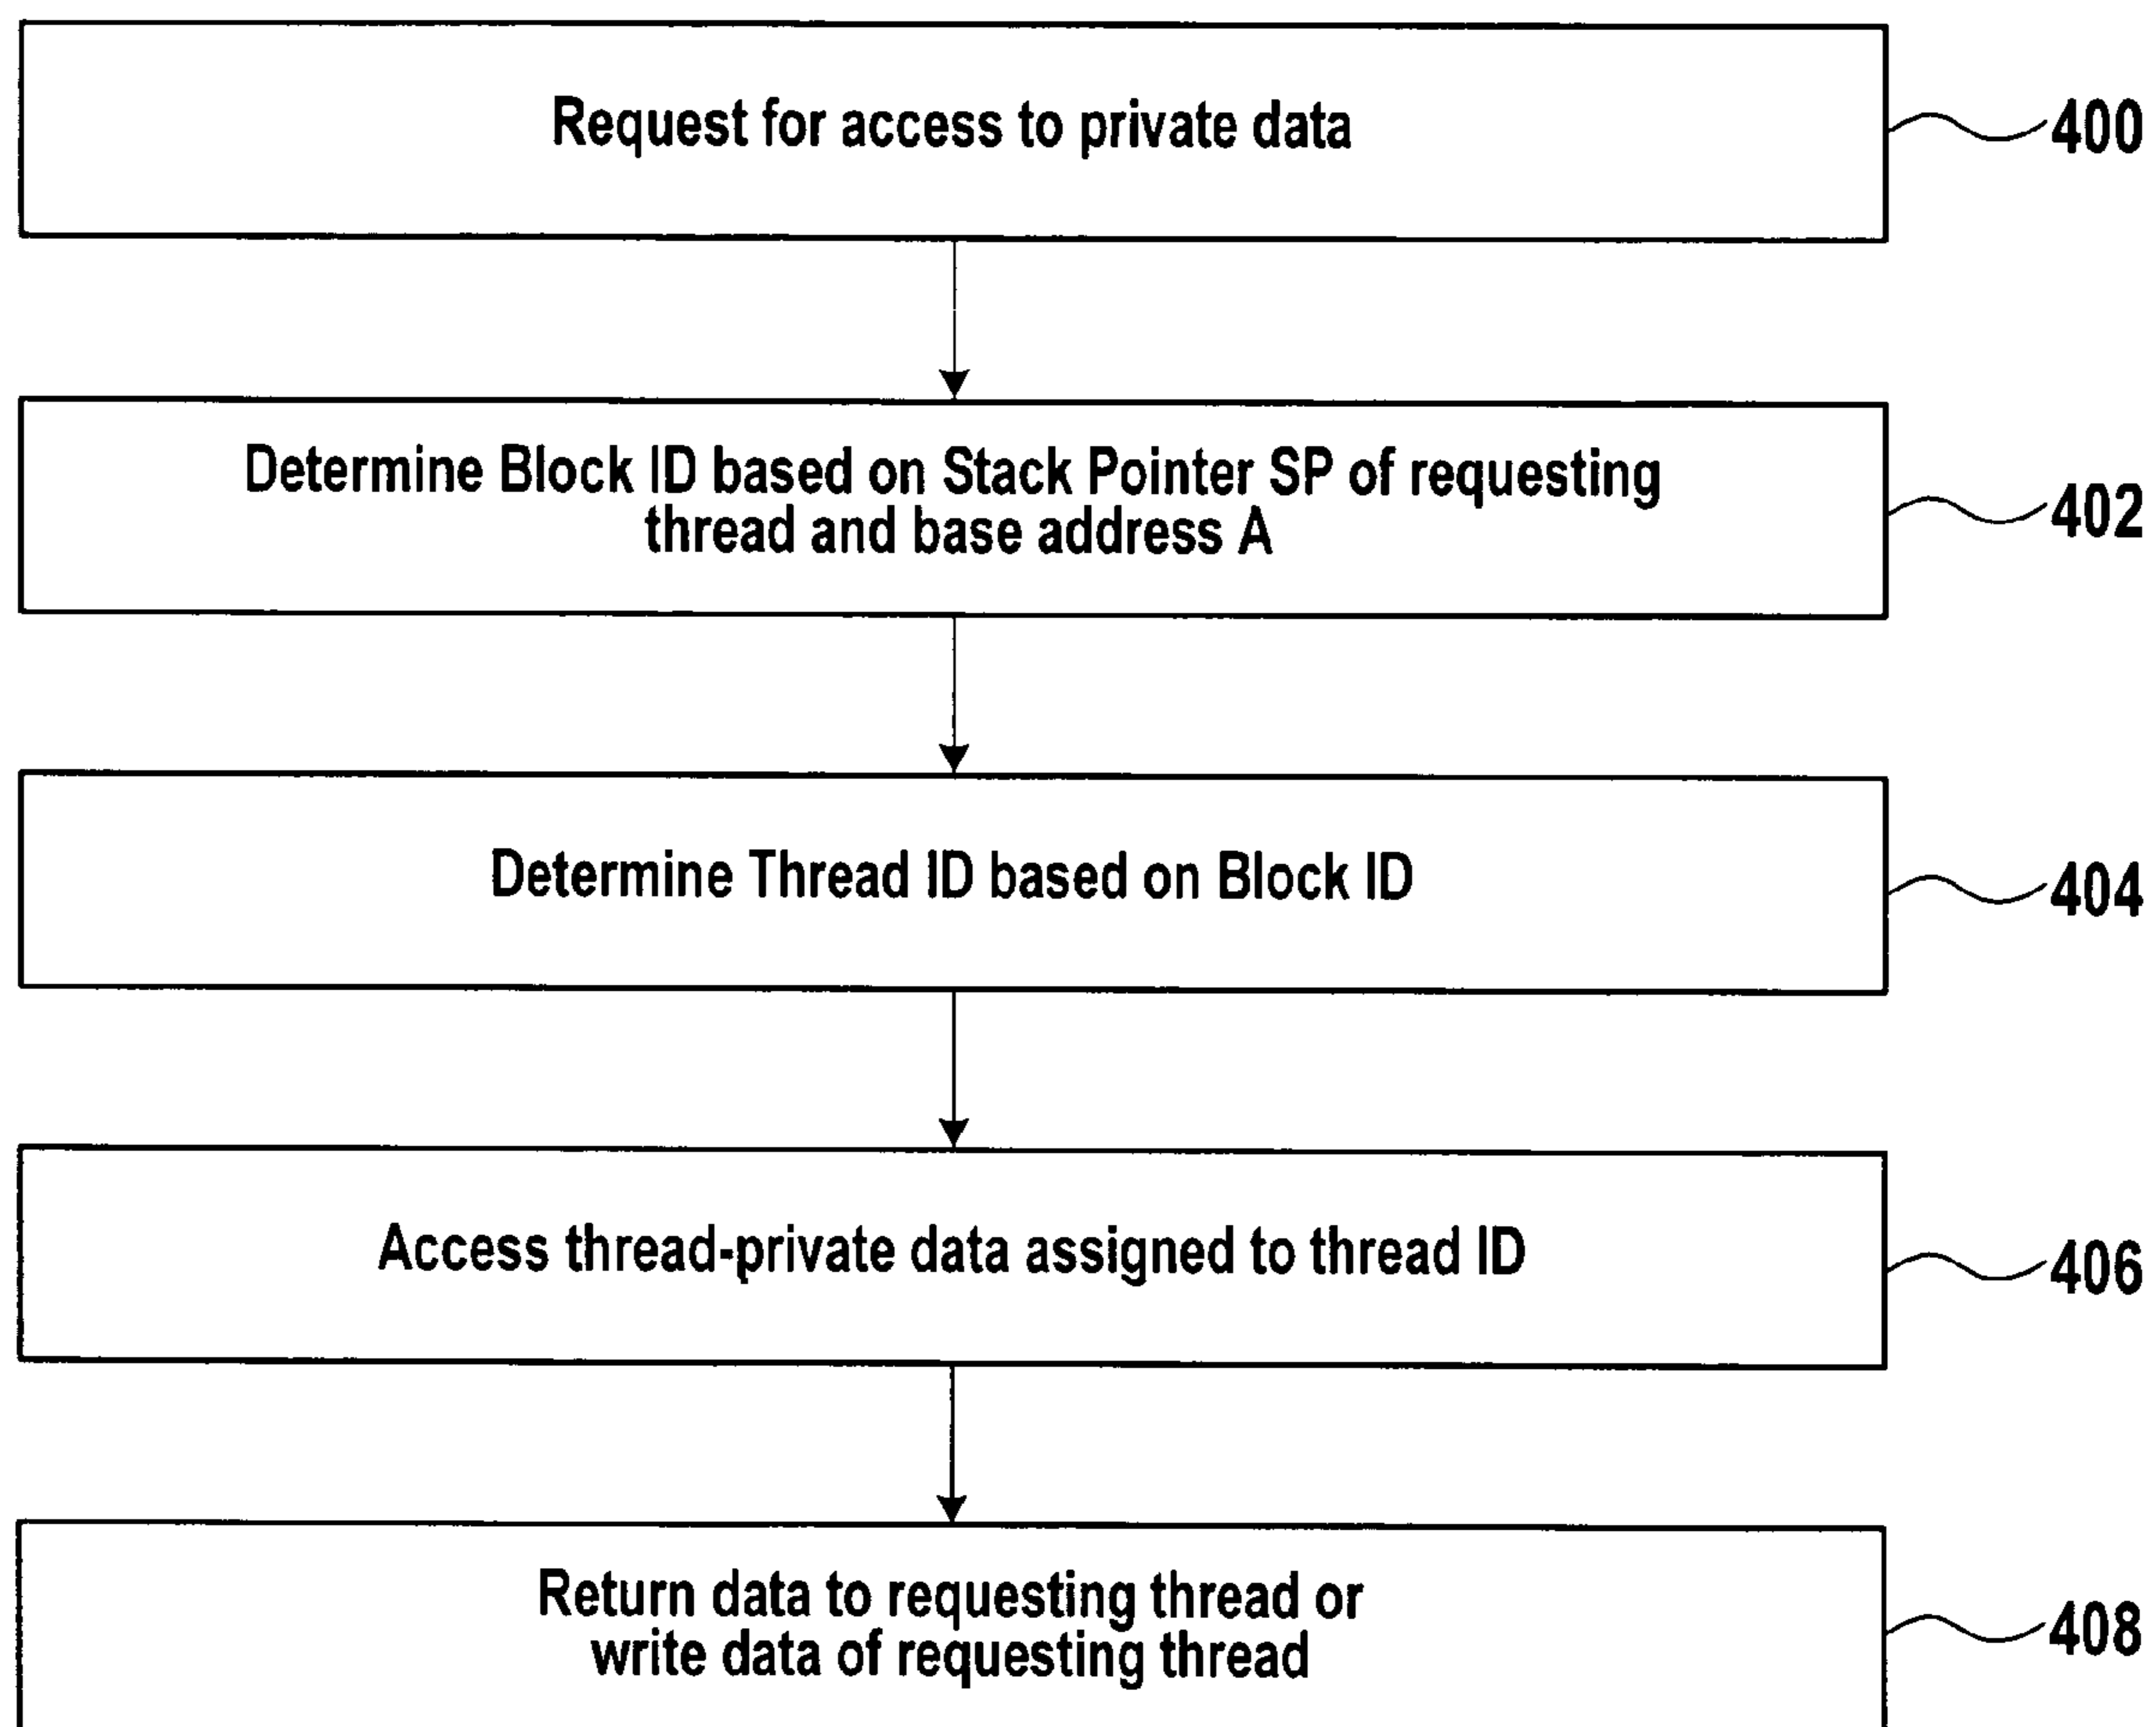 Request for access to private data
400
Determine Block ID based on Stack Pointer SP of requesting
thread and base address A
402
Determine Thread ID based on Block ID
404
Access thread-private data assigned to thread ID
406
Return data to requesting thread or
write data of requesting thread
408